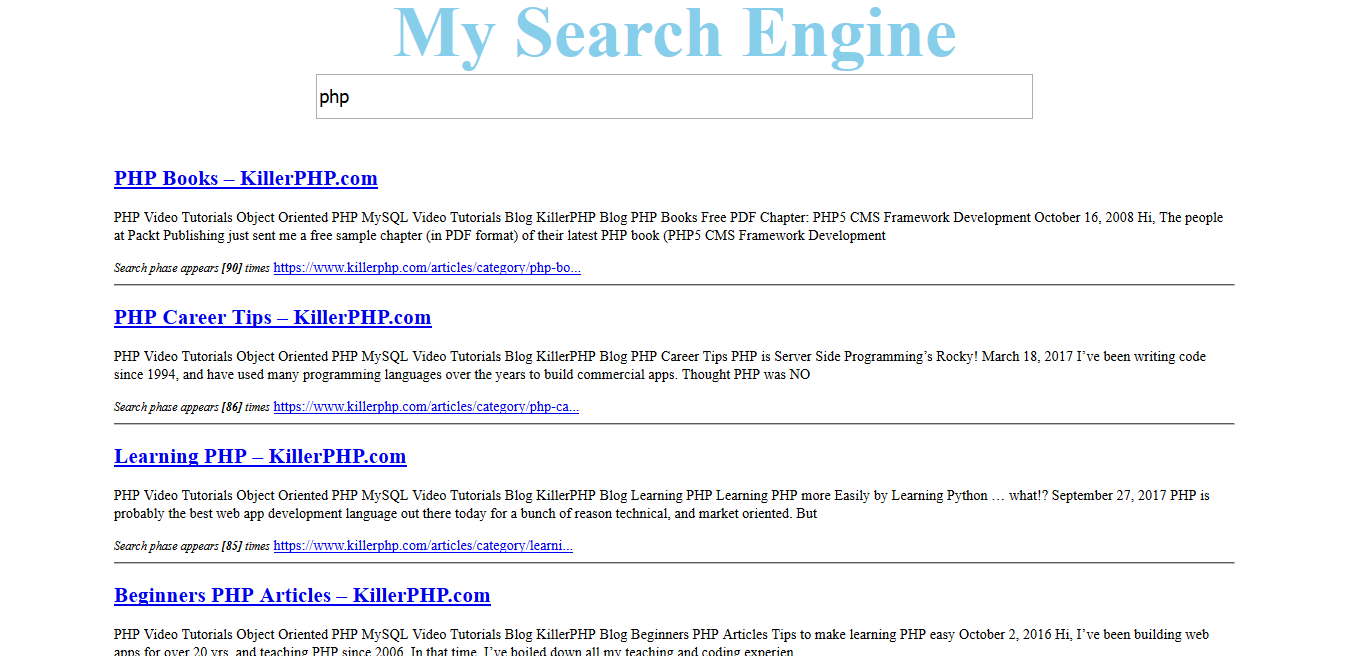 My Search Engine
php
PHP Books – KillerPHP.com
PHP Video Tutorials Object Oriented PHP MySQL Video Tutorials Blog KillerPHP Blog PHP Books Free PDF Chapter: PHP5 CMS Framework Development October 16, 2008 Hi, The people
at Packt Publishing just sent me a free sample chapter (in PDF format) of their latest PHP book (PHP5 CMS Framework Development
Search phase appears [90] times https://www.killerphp.com/articles/category/php-bo...
PHP Career Tips – KillerPHP.com
PHP Video Tutorials Object Oriented PHP MySQL Video Tutorials Blog KillerPHP Blog PHP Career Tips PHP is Server Side Programming’s Rocky! March 18, 2017 I’ve been writing code
since 1994, and have used many programming languages over the years to build commercial apps. Thought PHP was NO
Search phase appears [86] times https://www.killerphp.com/articles/category/php-ca...
Learning PHP – KillerPHP.com
PHP Video Tutorials Object Oriented PHP MySQL Video Tutorials Blog KillerPHP Blog Learning PHP Learning PHP more Easily by Learning Python … what!? September 27, 2017 PHP is
probably the best web app development language out there today for a bunch of reason technical, and market oriented. But
Search phase appears [85] times https://www.killerphp.com/articles/category/learni...
Beginners PHP Articles – KillerPHP.com
PHP Video Tutorials Object Oriented PHP MySQL Video Tutorials Blog KillerPHP Blog Beginners PHP Articles Tips to make learning PHP easy October 2, 2016 Hi, I’ve been building web
apps for over 20 yrs, and teaching PHP since 2006. In that time, I’ve boiled down all my teaching and coding experien